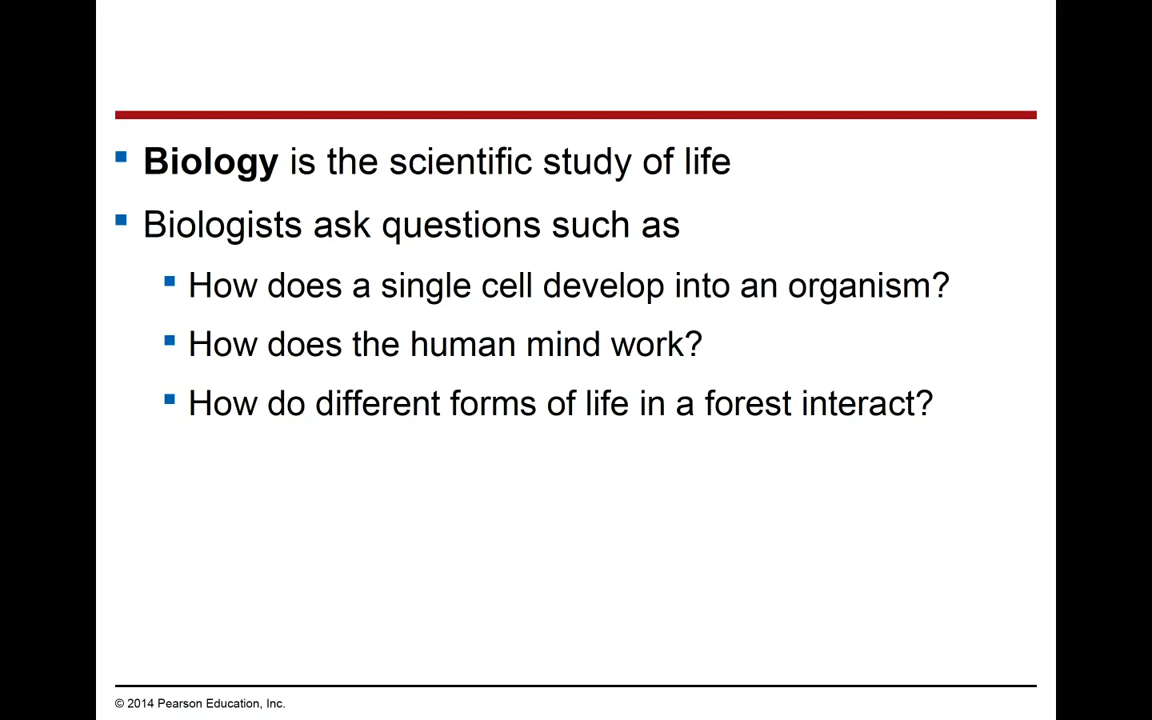 Biology is the scientific study of life
Biologists ask questions such as
How does a single cell develop into an organism?
How does the human mind work?
How do different forms of life in a forest interact?
© 2014 Pearson Education, Inc.